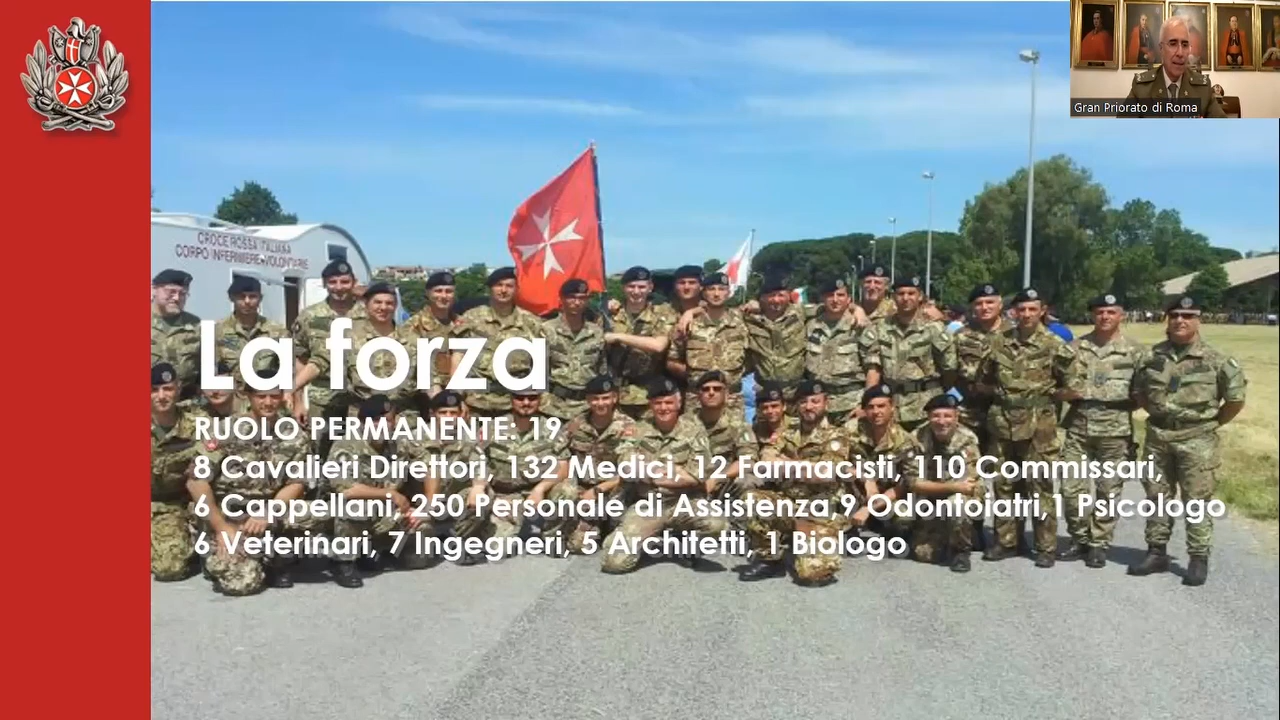 Gran Priorato di Roma
CROCE ROSSA ITALIANA
CORPO INFERMIERE VOLONTARIE
La forza
RUOLO PERMANENTE: 19
8 Cavalieri Direttori, 132 Medici, 12 Farmacisti, 110 Commissari,
6 Cappellani, 250 Personale di Assistenza,9 Odontoiatri,1 Psicologo
6 Veterinari, 7 Ingegneri, 5 Architetti, 1 Biologo